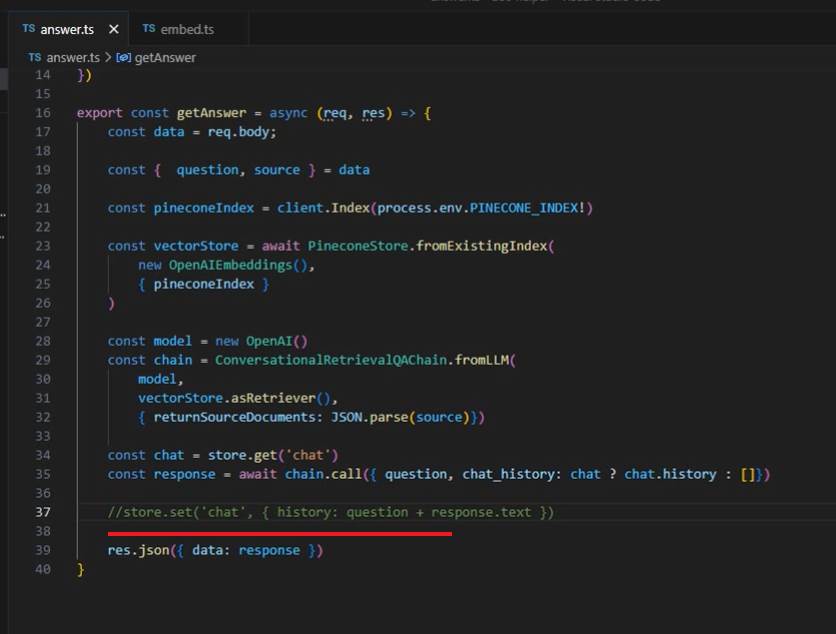 TS answer.ts ×
TS embed.ts
TS answer.ts > getAnswer
14 })
15
16 export const getAnswer = async (req, res) => {
17 const data = req.body;
18
19 const { question, source } = data
20
21 const pineconeIndex = client.Index(process.env.PINECONE_INDEX!)
22
23 const vectorStore = await PineconeStore.fromExistingIndex(
24 new OpenAIEmbeddings(),
25 { pineconeIndex }
26 )
27
28 const model = new OpenAI()
29 const chain = ConversationalRetrievalQAChain.fromLLM(
30 model,
31 vectorStore.asRetriever(),
32 { returnSourceDocuments: JSON.parse(source)})
33
34 const chat = store.get('chat')
35 const response = await chain.call({ question, chat_history: chat ? chat.history : []})
36
37 //store.set('chat', { history: question + response.text })
38
39 res.json({ data: response })
40 }